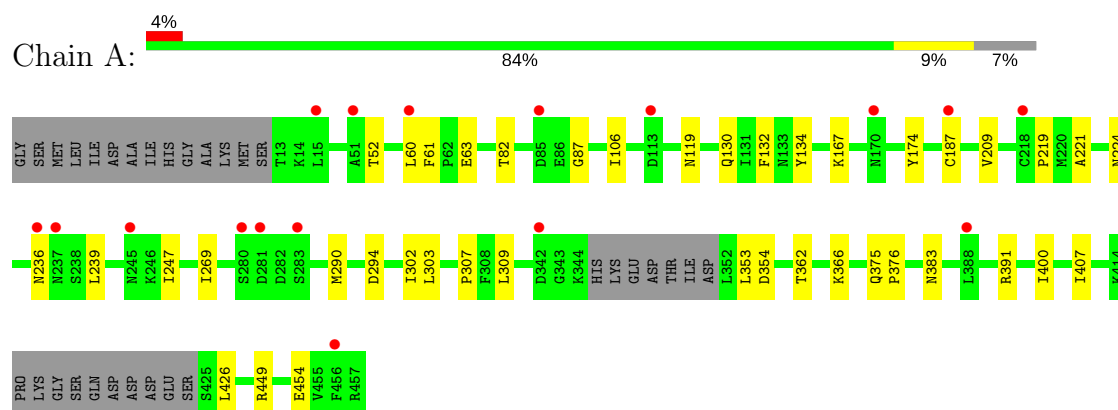 4%
Chain A:
84% 9% 7%
GLY SER MET LEU ILE ASP ALA ILE HIS GLY ALA LYS MET SER T13 K14 L15 A51 T52 L60 F61 P62 E63 T82 D85 E86 G87 I106 D113 N119 Q130 I131 F132 N133 Y134 K167 N170 Y174 C187 V209 C218 P219 M220 A221
N236 N237 S238 L239 N245 K246 I247 I269 S280 D281 D282 S283 M290 D294 I302 L303 P307 F308 L309 D342 G343 K344 HIS LYS GLU ASP THR ILE ASP L352 L353 D354 T362 K366 Q375 P376 N383 L388 R391 I400 I407
PRO LYS GLY SER GLN ASP ASP ASP GLU SER S425 L426 R449 E454 V455 F456 R457